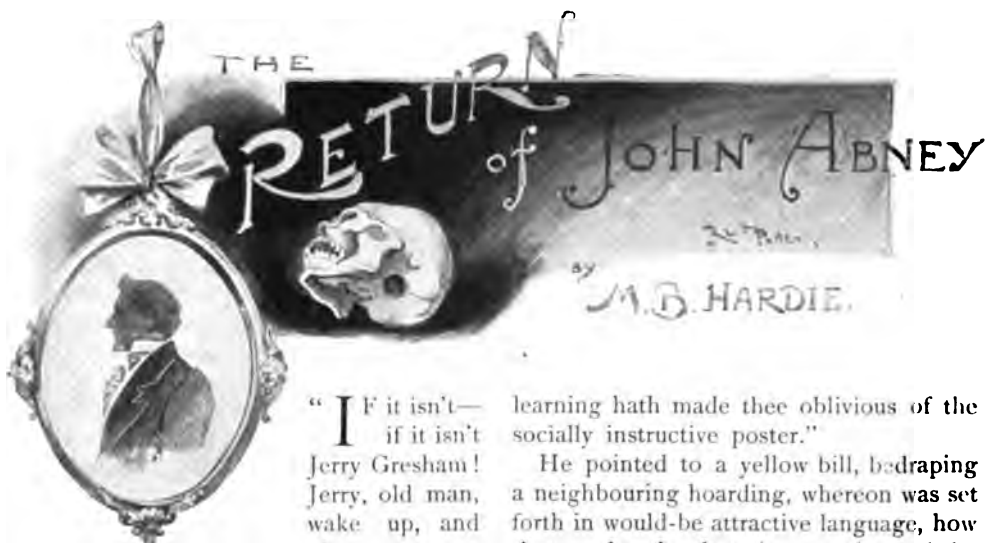 THE
RETURN
of JOHN ABNEY
BY
M. B. HARDIE.
“IF it isn't—
if it isn't
Jerry Gresham!
Jerry, old man,
wake up, and
learning hath made thee oblivious of the
socially instructive poster.”
He pointed to a yellow bill, bedraping
a neighbouring hoarding, whereon was set
forth in would-be attractive language, how